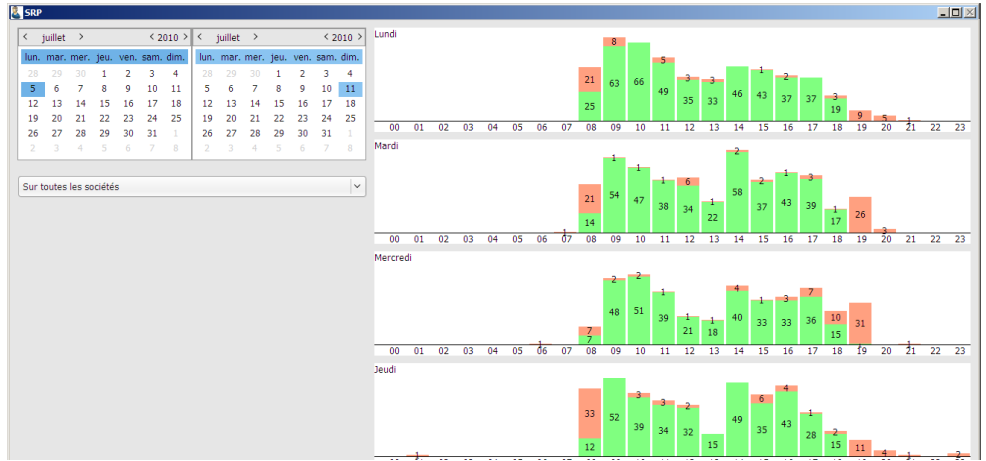 SRP
< juillet > < 2010 > < juillet > < 2010 >
lun. mar. mer. jeu. ven. sam. dim. lun. mar. mer. jeu. ven. sam. dim.
28 29 30 1 2 3 4 28 29 30 1 2 3 4
5 6 7 8 9 10 11 5 6 7 8 9 10 11
12 13 14 15 16 17 18 12 13 14 15 16 17 18
19 20 21 22 23 24 25 19 20 21 22 23 24 25
26 27 28 29 30 31 1 26 27 28 29 30 31 1
2 3 4 5 6 7 8 2 3 4 5 6 7 8
Sur toutes les sociétés
Lundi
21 8 5 3 3 1 2 3 9 5 1
25 63 66 49 35 33 46 43 37 37 19
00 01 02 03 04 05 06 07 08 09 10 11 12 13 14 15 16 17 18 19 20 21 22 23
Mardi
1 21 1 1 1 6 1 2 2 1 3 1 26 3
14 54 47 38 34 22 58 37 43 39 17
00 01 02 03 04 05 06 07 08 09 10 11 12 13 14 15 16 17 18 19 20 21 22 23
Mercredi
1 7 2 2 1 1 1 4 1 3 7 10 31 1
7 48 51 39 21 18 40 33 33 36 15
00 01 02 03 04 05 06 07 08 09 10 11 12 13 14 15 16 17 18 19 20 21 22 23
Jeudi
1 33 3 3 2 6 4 1 2 11 4 1 2
12 52 39 34 32 15 49 35 43 28 15